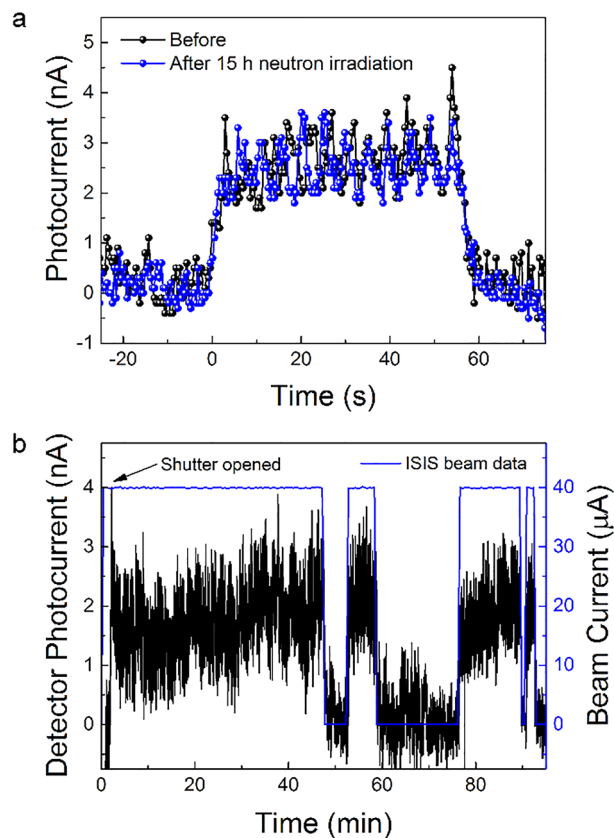 a
Photocurrent (nA)
5
4
3
2
1
0
-1
Before
After 15 h neutron irradiation
-20
0
20
40
60
Time (s)
b
Detector Photocurrent (nA)
4
3
2
1
0
Shutter opened
ISIS beam data
40
30
20
10
0
Beam Current (μA)
0
20
40
60
80
Time (min)